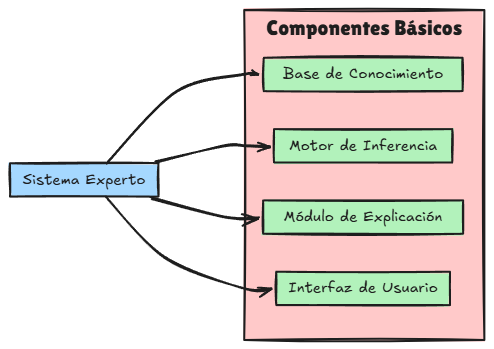 Componentes Básicos
Base de Conocimiento
Motor de Inferencia
Sistema Experto
Módulo de Explicación
Interfaz de Usuario